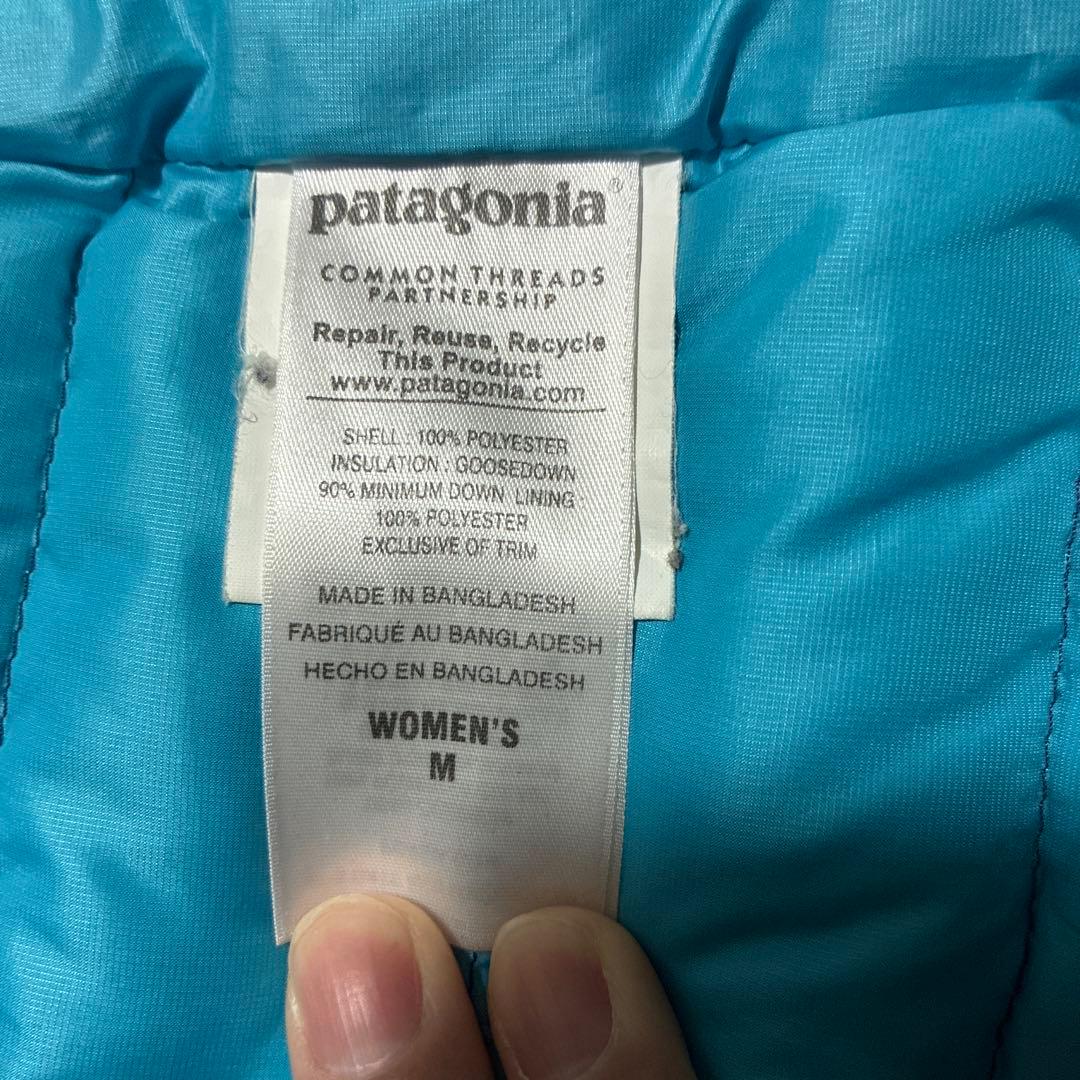 patagonia®
COMMON THREADS
PARTNERSHIP
Repair, Reuse, Recycle
This Product
www.patagonia.com
SHELL : 100% POLYESTER
INSULATION : GOOSEDOWN
90% MINIMUM DOWN LINING :
100% POLYESTER
EXCLUSIVE OF TRIM
MADE IN BANGLADESH
FABRIQUÉ AU BANGLADESH
HECHO EN BANGLADESH
WOMEN'S
M